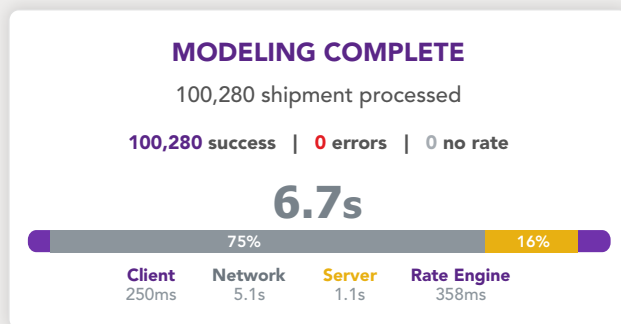 MODELING COMPLETE
100,280 shipment processed
100,280 success | 0 errors | 0 no rate
6.7s
75% 16%
Client Network Server Rate Engine
250ms 5.1s 1.1s 358ms